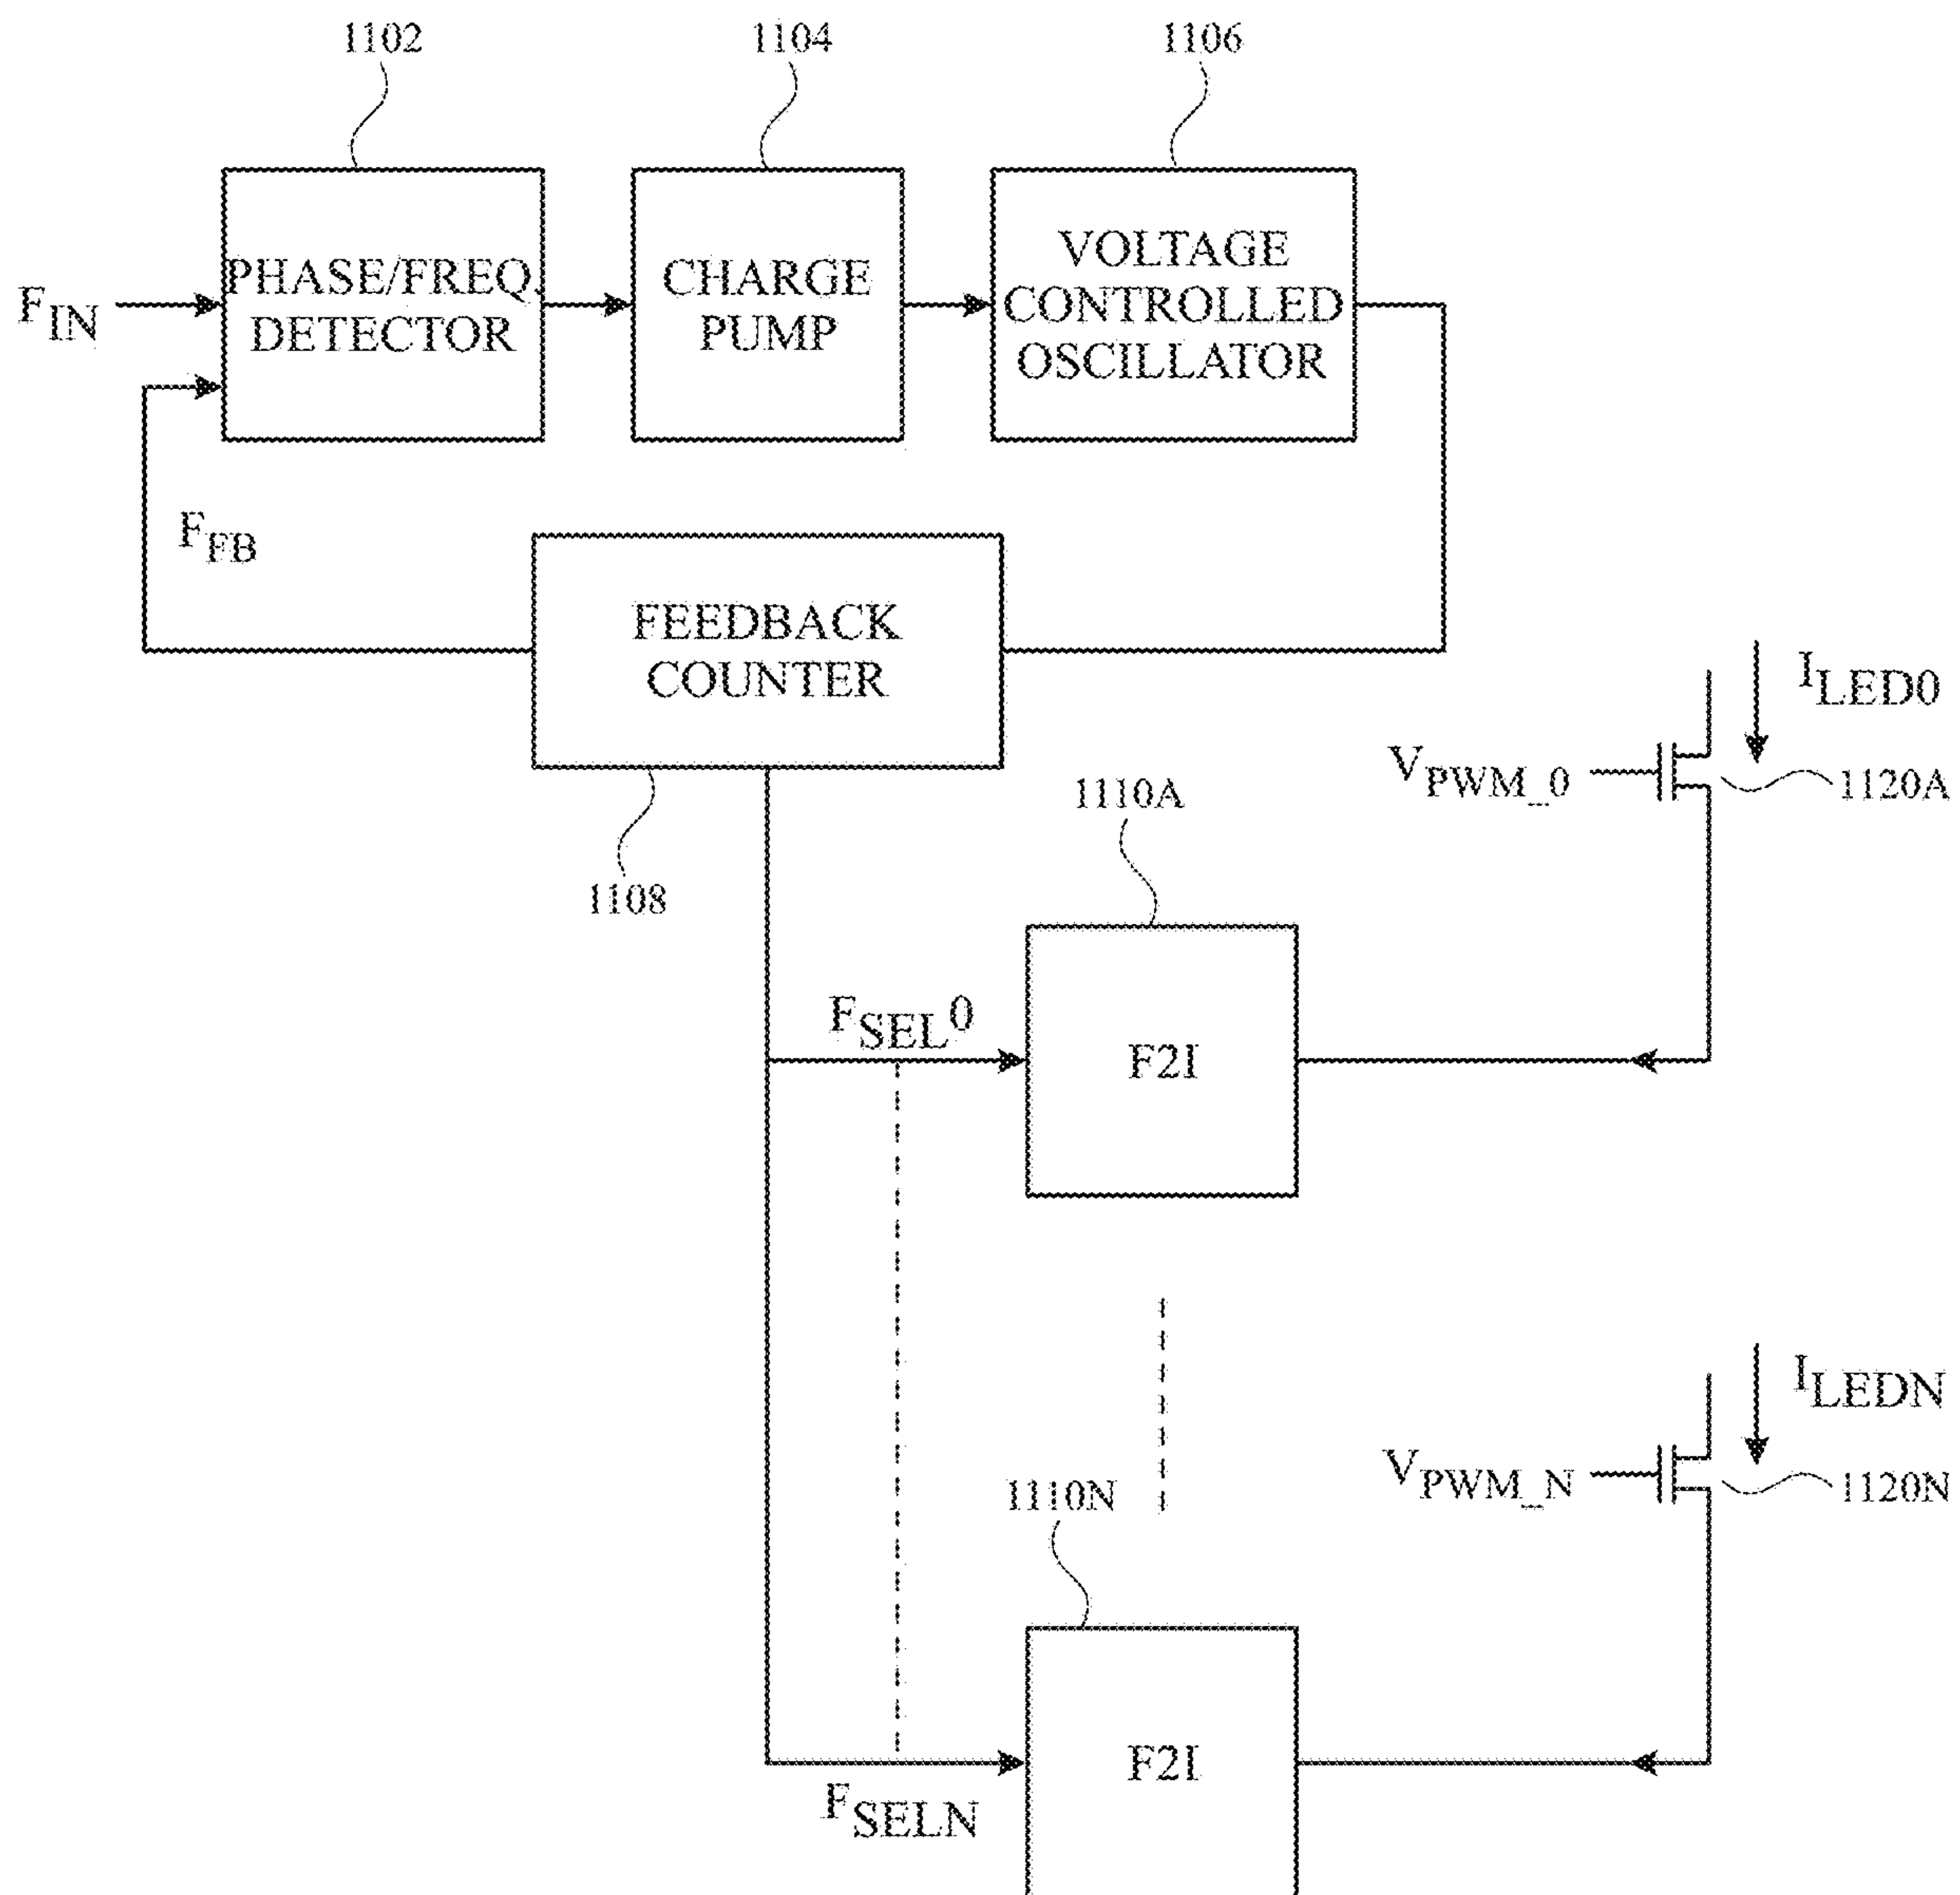 1102
1104
1106
PHASE/FREQ.
DETECTOR
CHARGE
PUMP
VOLTAGE
CONTROLLED
OSCILLATOR
FIN
FFB
FEEDBACK
COUNTER
1108
ILED0
VPWM_0
1120A
1110A
FSEL0
F2I
ILEDN
VPWM_N
1120N
1110N
F2I
FSELN